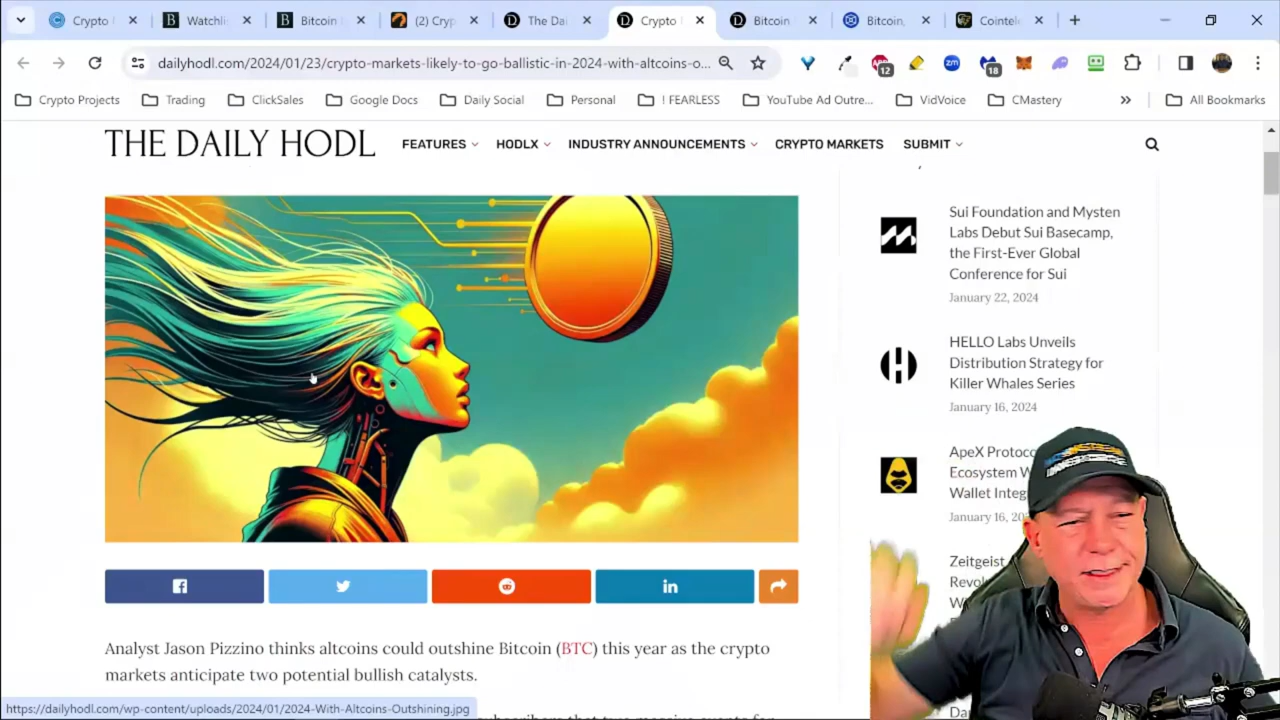 Crypto
Watchli
Bitcoin
(2) Cryp
The Dai
Crypto
Bitcoin
Bitcoin,
Cointele
dailyhodl.com/2024/01/23/crypto-markets-likely-to-go-ballistic-in-2024-with-altcoins-o...
12
zm
18
Crypto Projects
Trading
ClickSales
Google Docs
Daily Social
Personal
! FEARLESS
YouTube Ad Outre...
VidVoice
CMastery
All Bookmarks
THE DAILY HODL
FEATURES
HODLX
INDUSTRY ANNOUNCEMENTS
CRYPTO MARKETS
SUBMIT
Sui Foundation and Mysten
Labs Debut Sui Basecamp,
the First-Ever Global
Conference for Sui
January 22, 2024
HELLO Labs Unveils
Distribution Strategy for
Killer Whales Series
January 16, 2024
ApeX Protoco
Ecosystem W
Wallet Integ
January 16, 20
Zeitgeist
Revol
W
Da
Analyst Jason Pizzino thinks altcoins could outshine Bitcoin (BTC) this year as the crypto
markets anticipate two potential bullish catalysts.
https://dailyhodl.com/wp-content/uploads/2024/01/2024-With-Altcoins-Outshining.jpg